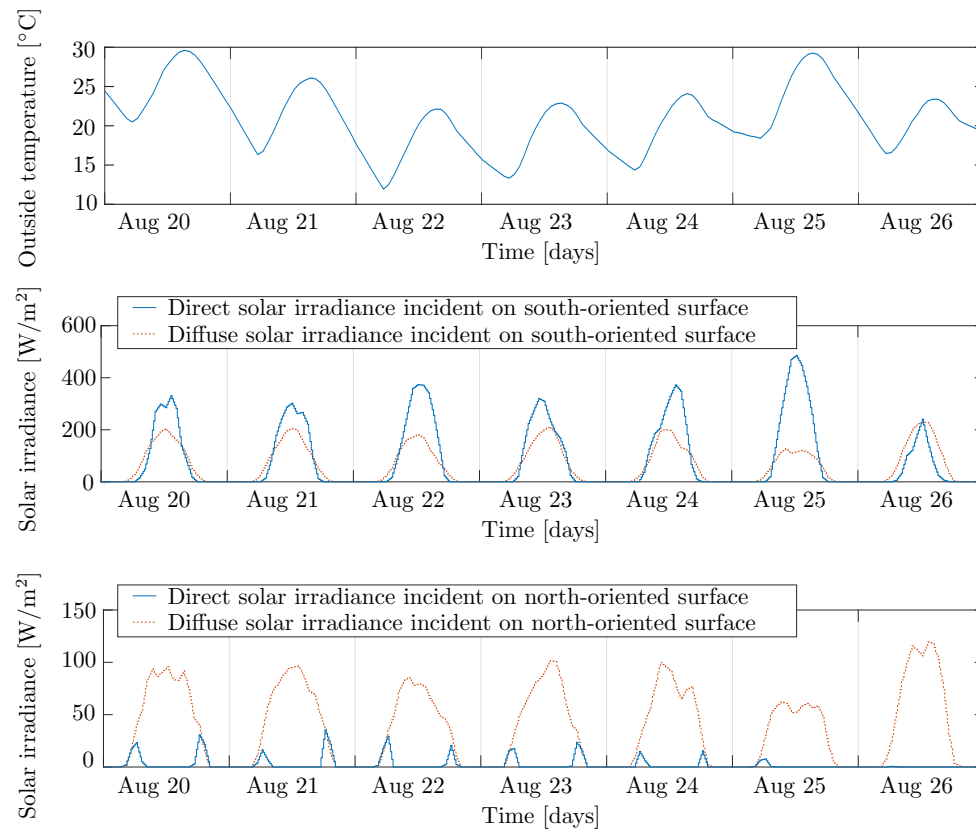 Outside temperature [°C]
30
25
20
15
10
Aug 20 Aug 21 Aug 22 Aug 23 Aug 24 Aug 25 Aug 26
Time [days]
Solar irradiance [W/m²]
Direct solar irradiance incident on south-oriented surface
Diffuse solar irradiance incident on south-oriented surface
600
400
200
0
Aug 20 Aug 21 Aug 22 Aug 23 Aug 24 Aug 25 Aug 26
Time [days]
Solar irradiance [W/m²]
Direct solar irradiance incident on north-oriented surface
Diffuse solar irradiance incident on north-oriented surface
150
100
50
0
Aug 20 Aug 21 Aug 22 Aug 23 Aug 24 Aug 25 Aug 26
Time [days]